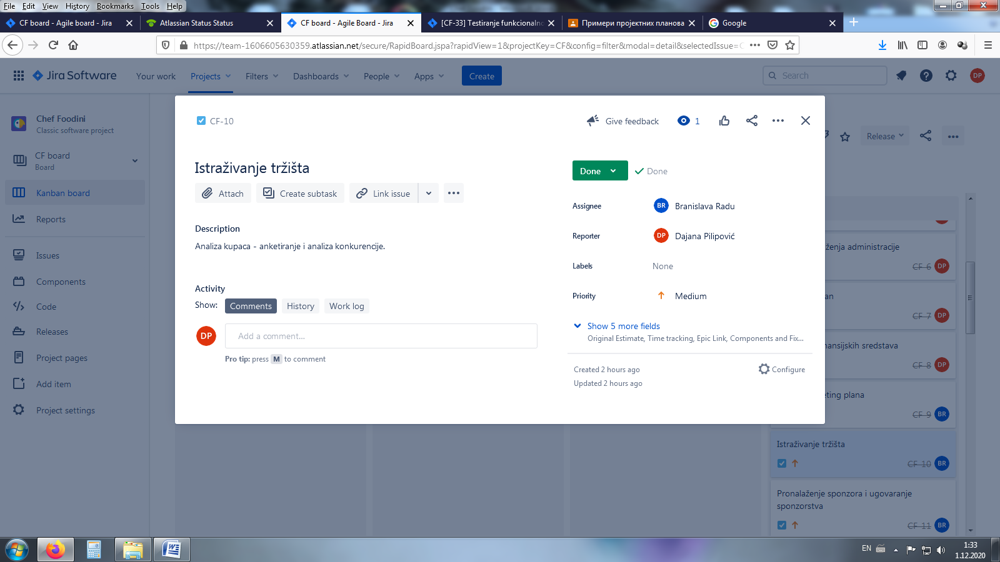 File Edit View History Bookmarks Tools Help
CF board - Agile board - Jira
Atlassian Status Status
CF board - Agile Board - Jira
[CF-33] Testiranje funkcionalno
Примери пројектних планова
Google
https://team-1606605630359.atlassian.net/secure/RapidBoard.jspa?rapidView=1&projectKey=CF&config=filter&modal=detail&selectedIssue=C
Jira Software
Your work
Projects
Filters
Dashboards
People
Apps
Create
Search
DP
Chef Foodini
Classic software project
CF board
Board
Kanban board
Reports
Issues
Components
Code
Releases
Project pages
Add item
Project settings
CF-10
Give feedback
1
Istraživanje tržišta
Attach
Create subtask
Link issue
Description
Analiza kupaca - anketiranje i analiza konkurencije.
Activity
Show:
Comments
History
Work log
DP
Add a comment...
Pro tip: press M to comment
Done
Done
Assignee
BR
Branislava Radu
Reporter
DP
Dajana Pilipović
Labels
None
Priority
Medium
Show 5 more fields
Original Estimate, Time tracking, Epic Link, Components and Fix...
Created 2 hours ago
Configure
Updated 2 hours ago
Release
ženja administracije
CF-6 DP
an
CF-7 DP
ansijskih sredstava
CF-8 DP
eting plana
CF-9 BR
Istraživanje tržišta
CF-10 BR
Pronalaženje sponzora i ugovaranje
sponzorstva
CF-11 BR
EN
1:33
1.12.2020